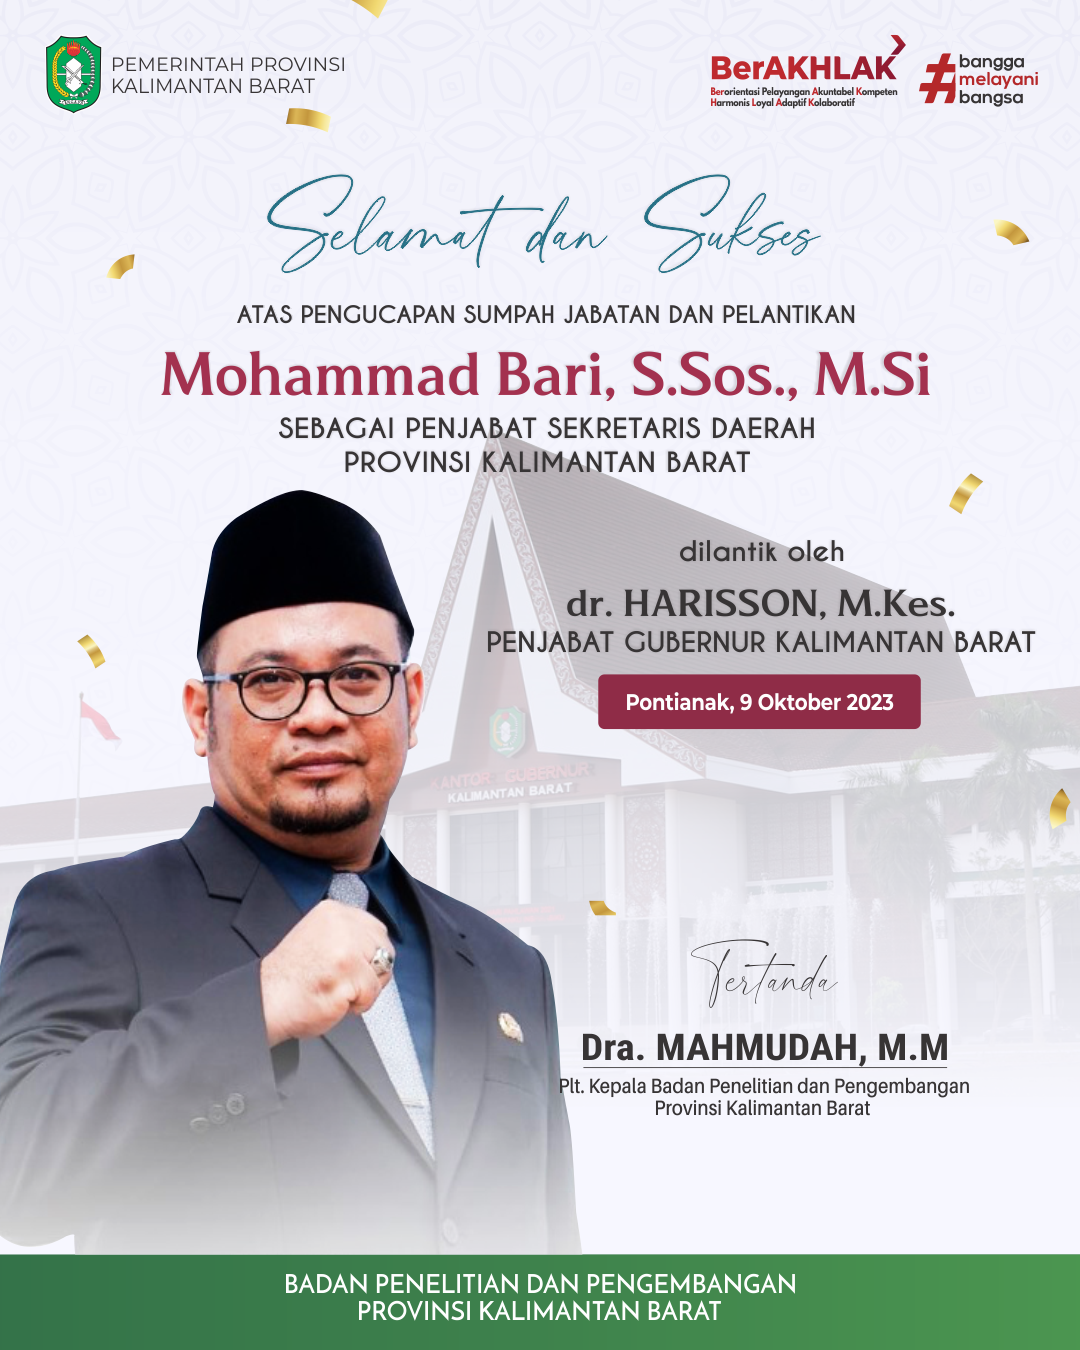 PEMERINTAH PROVINSI
KALIMANTAN BARAT
BerAKHLAK
Berorientasi Pelayangan Akuntabel Kompeten
Harmonis Loyal Adaptif Kolaboratif
#bangga
melayani
bangsa
Selamat dan Sukses
ATAS PENGUCAPAN SUMPAH JABATAN DAN PELANTIKAN
Mohammad Bari, S.Sos., M.Si
SEBAGAI PENJABAT SEKRETARIS DAERAH
PROVINSI KALIMANTAN BARAT
dilantik oleh
dr. HARISSON, M.Kes.
PENJABAT GUBERNUR KALIMANTAN BARAT
Pontianak, 9 Oktober 2023
KANTOR GUBERNUR
KALIMANTAN BARAT
Tertanda
Dra. MAHMUDAH, M.M
Plt. Kepala Badan Penelitian dan Pengembangan
Provinsi Kalimantan Barat
BADAN PENELITIAN DAN PENGEMBANGAN
PROVINSI KALIMANTAN BARAT